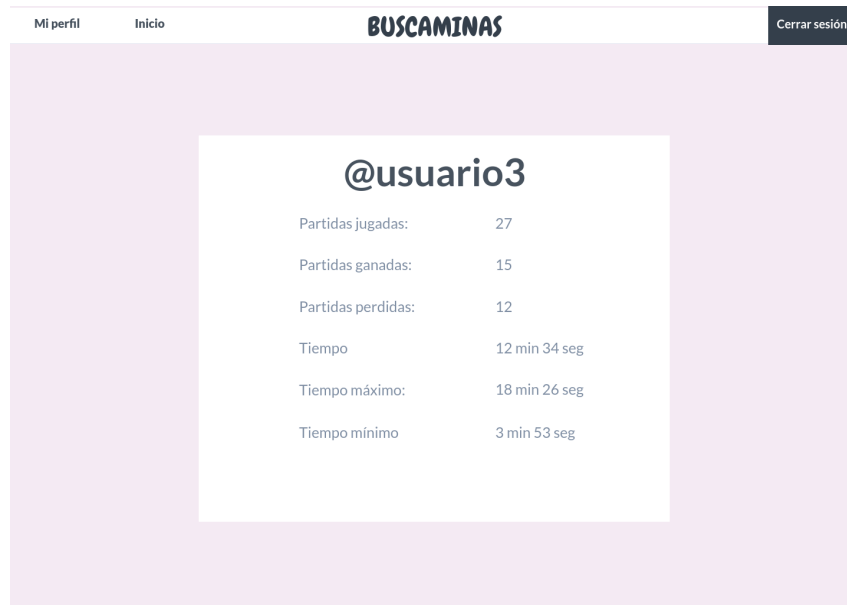 Mi perfil Inicio BUSCAMINAS Cerrar sesión
@usuario3
Partidas jugadas: 27
Partidas ganadas: 15
Partidas perdidas: 12
Tiempo 12 min 34 seg
Tiempo máximo: 18 min 26 seg
Tiempo mínimo 3 min 53 seg